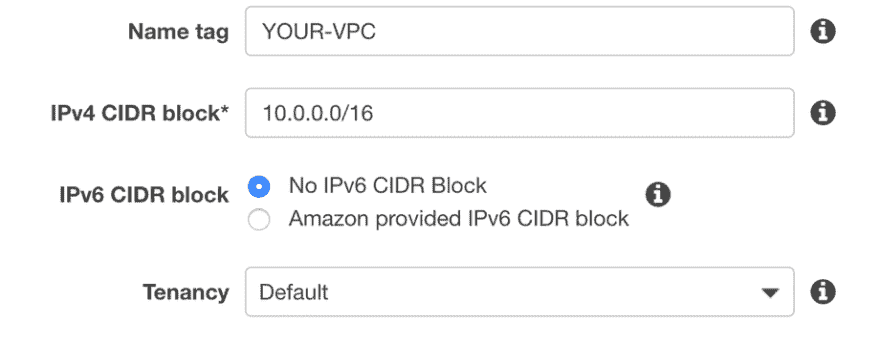 Name tag YOUR-VPC
IPv4 CIDR block* 10.0.0.0/16
IPv6 CIDR block No IPv6 CIDR Block
Amazon provided IPv6 CIDR block
Tenancy Default